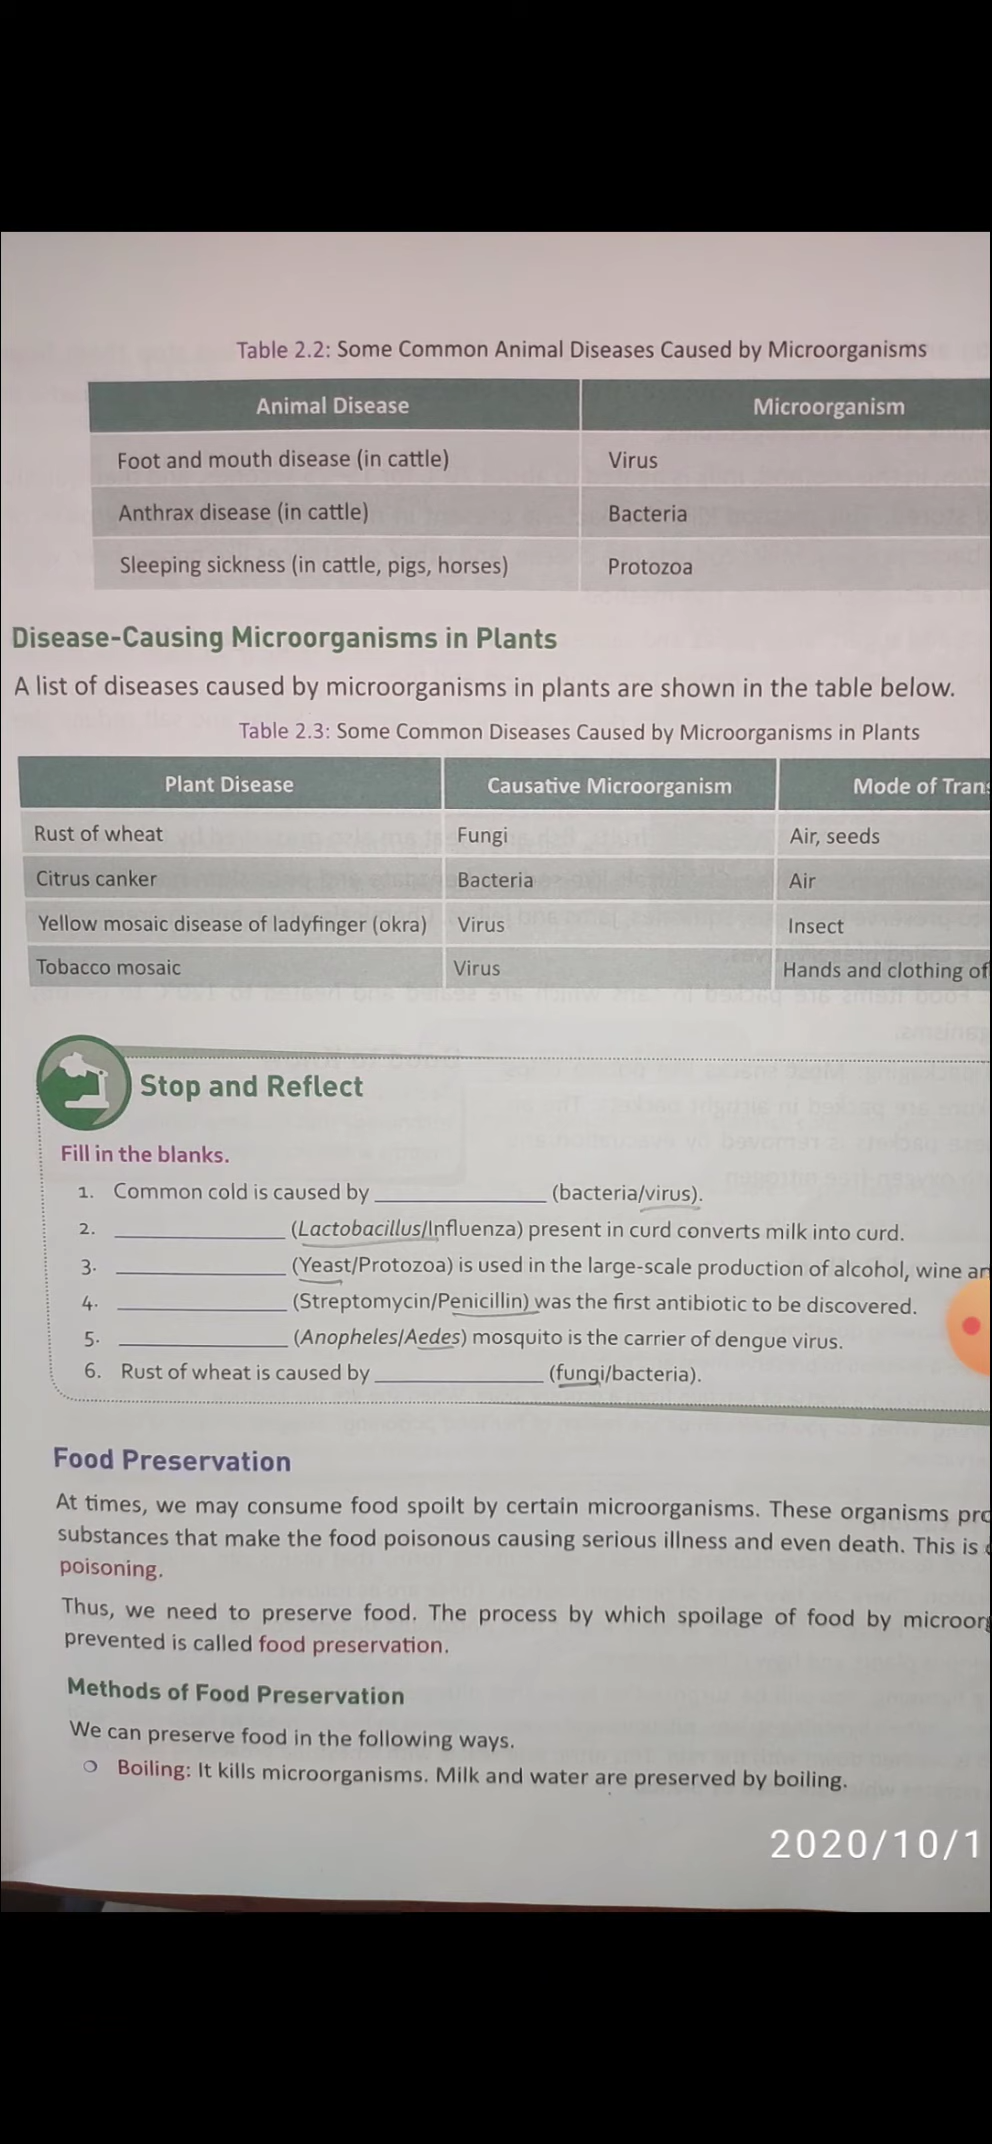 Table 2.2: Some Common Animal Diseases Caused by Microorganisms
Animal Disease Microorganism
Foot and mouth disease (in cattle) Virus
Anthrax disease (in cattle) Bacteria
Sleeping sickness (in cattle, pigs, horses) Protozoa
Disease-Causing Microorganisms in Plants
A list of diseases caused by microorganisms in plants are shown in the table below.
Table 2.3: Some Common Diseases Caused by Microorganisms in Plants
Plant Disease Causative Microorganism Mode of
Rust of wheat Fungi Air, seeds
Citrus canker Bacteria Air
Yellow mosaic disease of ladyfinger (okra) Virus Insect
Tobacco mosaic Virus Hands and clothing of
Stop and Reflect
Fill in the blanks.
1. Common cold is caused by _______________ (bacteria/virus).
2. _______________ (Lactobacillus/Influenza) present in curd converts milk into curd.
3. _______________ (Yeast/Protozoa) is used in the large-scale production of alcohol, wine
4. _______________ (Streptomycin/Penicillin) was the first antibiotic to be discovered.
5. _______________ (Anopheles/Aedes) mosquito is the carrier of dengue virus.
6. Rust of wheat is caused by _______________ (fungi/bacteria).
Food Preservation
At times, we may consume food spoilt by certain microorganisms. These organisms
substances that make the food poisonous causing serious illness and even death. This is
poisoning.
Thus, we need to preserve food. The process by which spoilage of food by
prevented is called food preservation.
Methods of Food Preservation
We can preserve food in the following ways.
Boiling: It kills microorganisms. Milk and water are preserved by boiling.
2020/10/1